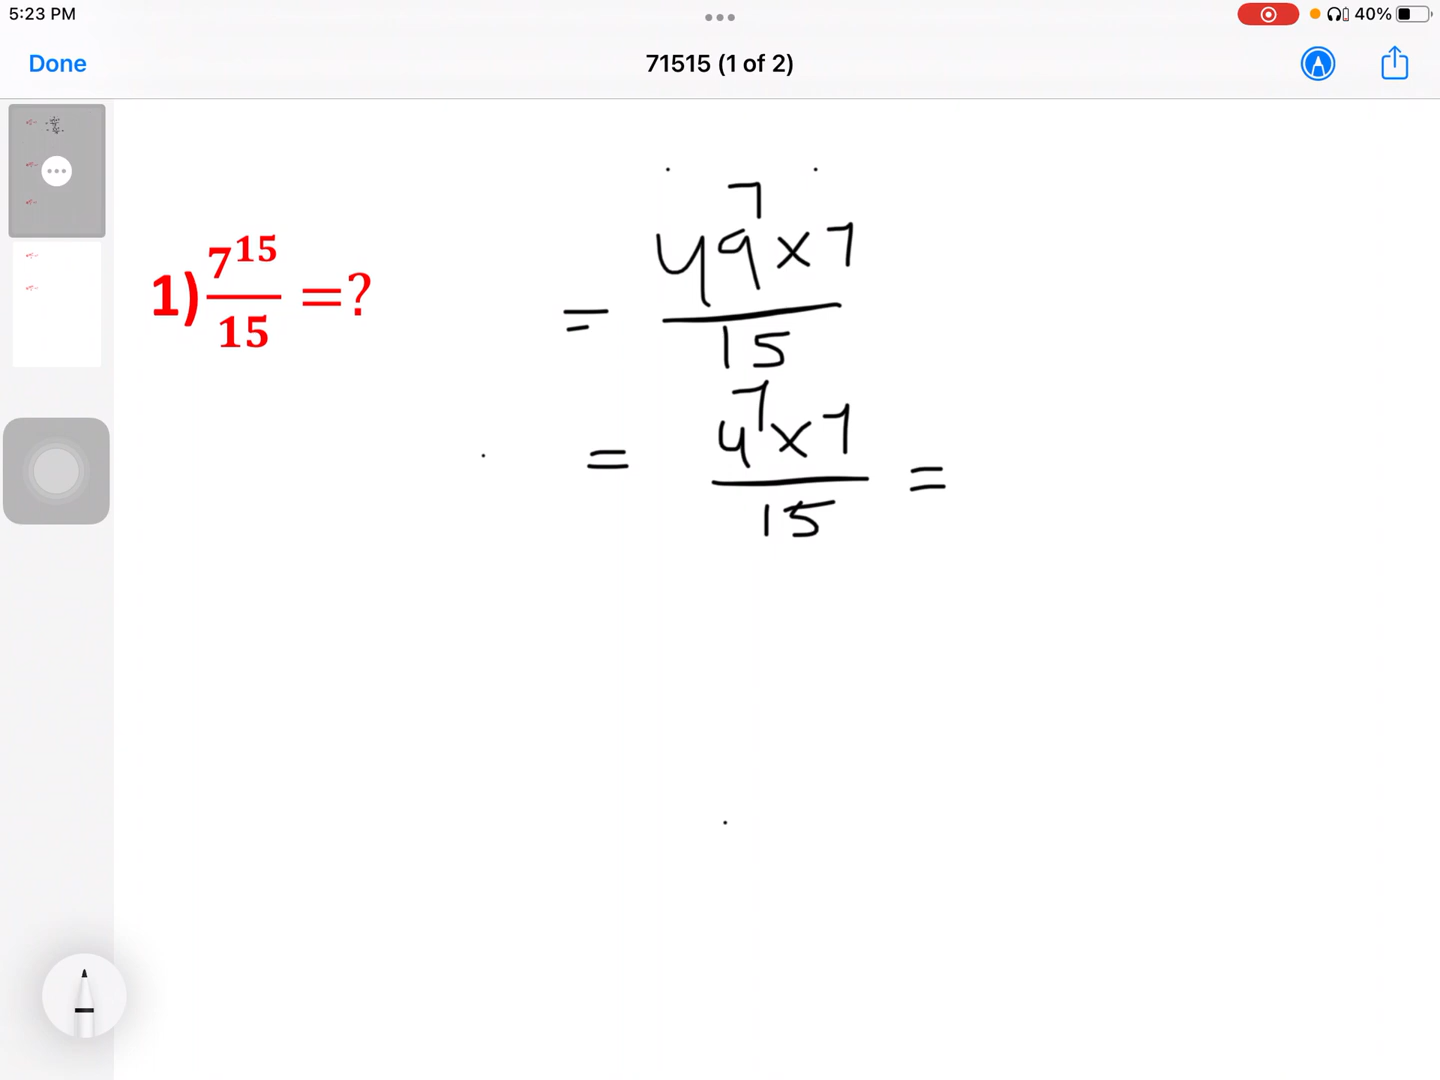 5:23 PM
40%
Done
71515 (1 of 2)
1) 7^15/15 =?
= 49^7×7/15
= 4^7×7/15 =